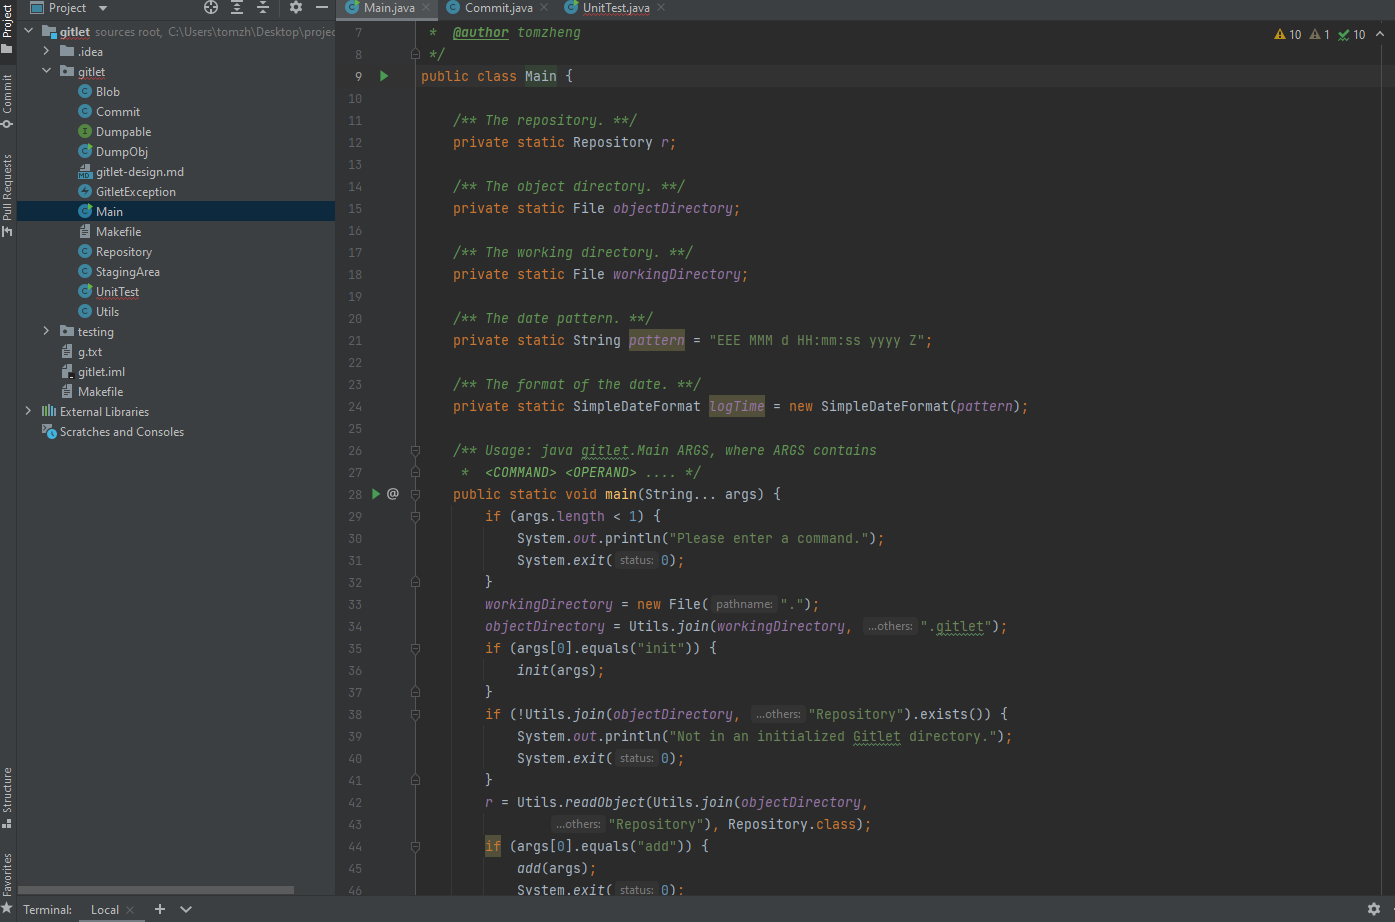 Project
Main.java
Commit.java
UnitTest.java
Project
Commit
Pull Requests
Structure
Favorites
gitlet sources root, C:\Users\tomzh\Desktop\projec
.idea
gitlet
Blob
Commit
Dumpable
DumpObj
gitlet-design.md
GitletException
Main
Makefile
Repository
StagingArea
UnitTest
Utils
testing
g.txt
gitlet.iml
Makefile
External Libraries
Scratches and Consoles
10 1 10
7 * @author tomzheng
8 */
9 public class Main {
10
11 /** The repository. **/
12 private static Repository r;
13
14 /** The object directory. **/
15 private static File objectDirectory;
16
17 /** The working directory. **/
18 private static File workingDirectory;
19
20 /** The date pattern. **/
21 private static String pattern = "EEE MMM d HH:mm:ss yyyy Z";
22
23 /** The format of the date. **/
24 private static SimpleDateFormat logTime = new SimpleDateFormat(pattern);
25
26 /** Usage: java gitlet.Main ARGS, where ARGS contains
27 * <COMMAND> <OPERAND> .... */
28 @ public static void main(String... args) {
29 if (args.length < 1) {
30 System.out.println("Please enter a command.");
31 System.exit( status: 0);
32 }
33 workingDirectory = new File( pathname: ".");
34 objectDirectory = Utils.join(workingDirectory, ...others: ".gitlet");
35 if (args[0].equals("init")) {
36 init(args);
37 }
38 if (!Utils.join(objectDirectory, ...others: "Repository").exists()) {
39 System.out.println("Not in an initialized Gitlet directory.");
40 System.exit( status: 0);
41 }
42 r = Utils.readObject(Utils.join(objectDirectory,
43 ...others: "Repository"), Repository.class);
44 if (args[0].equals("add")) {
45 add(args);
46 System.exit( status: 0);
Terminal: Local